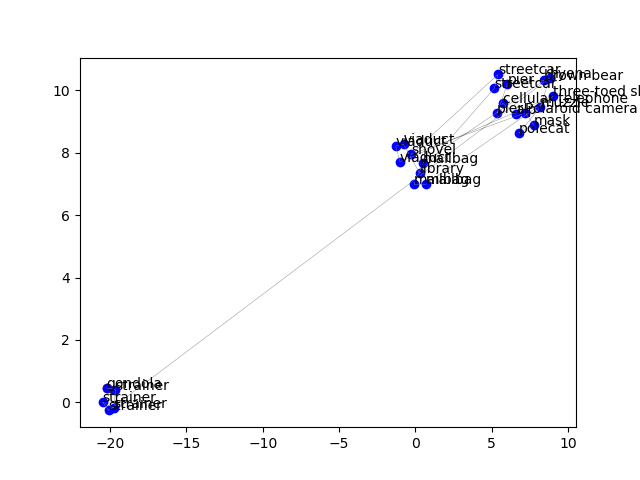 streetcar
hyena
brown bear
pier
streetcar
three-toed sl
cellular telephone
muzzle
pier
Polaroid camera
mask
polecat
viaduct
viaduct
shovel
viaduct
mailbag
library
mailbag
mailbag
gondola
strainer
strainer
strainer
strainer
10
8
6
4
2
0
−20
−15
−10
−5
0
5
10